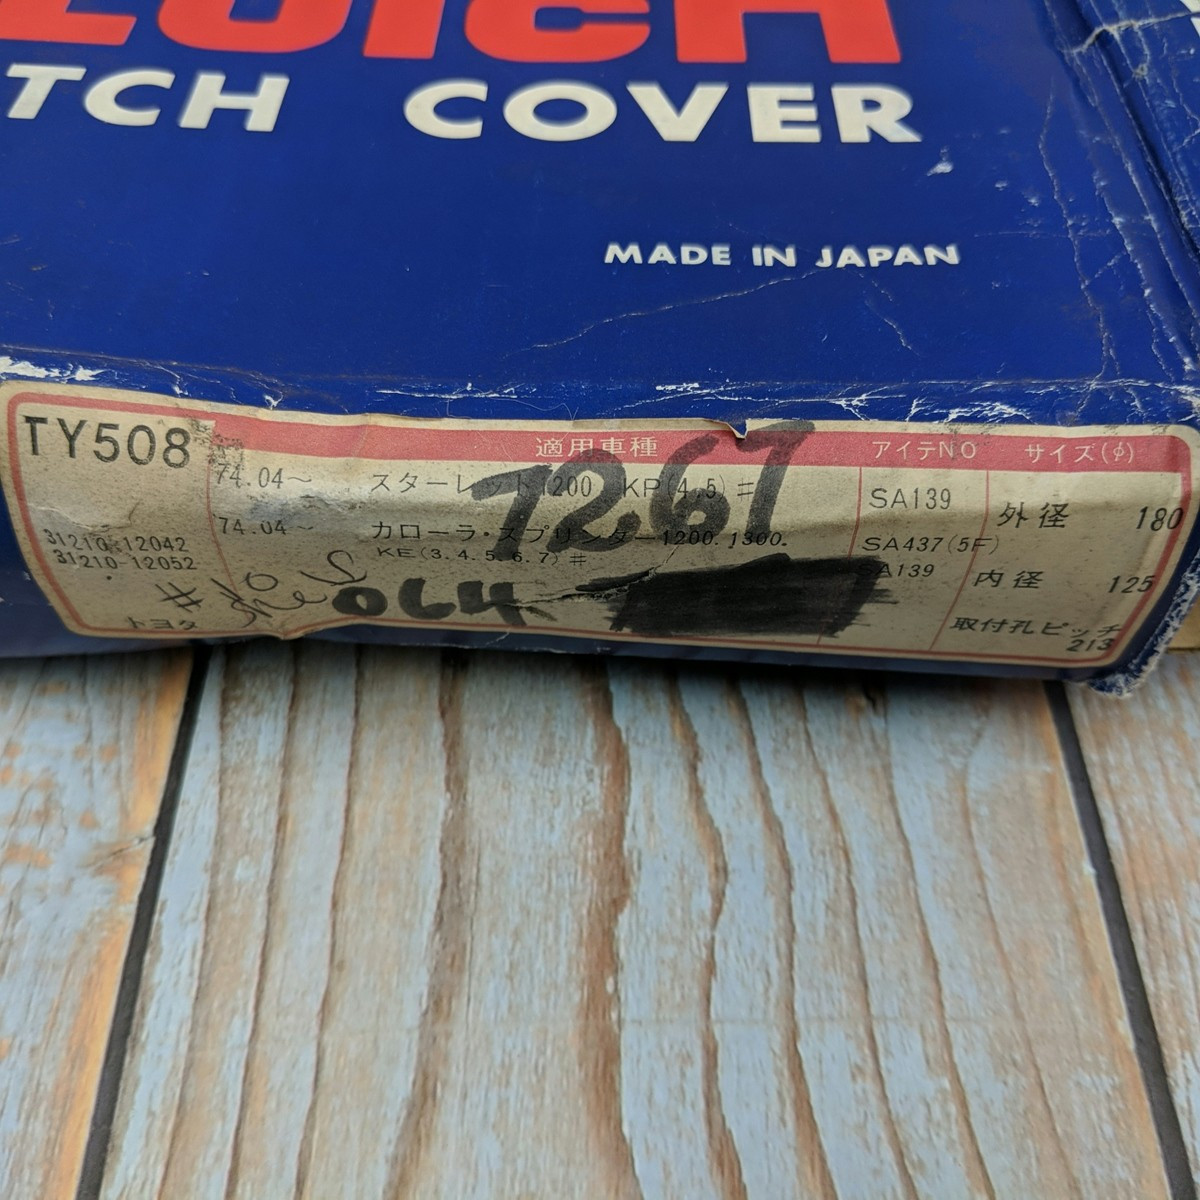 TCH COVER
MADE IN JAPAN
TY508
適用車種 アイテNO サイズ(φ)
74.04～ スターレット1200 KP(4,5)# SA139 外径 180
74.04～ カローラ・スプリンター1200. 1300. SA437(5F)
31210-12042
KE(3.4.5.6.7)# SA139 内径 125
31210-12052
トヨタ
取付孔ピッチ
213
7267
064